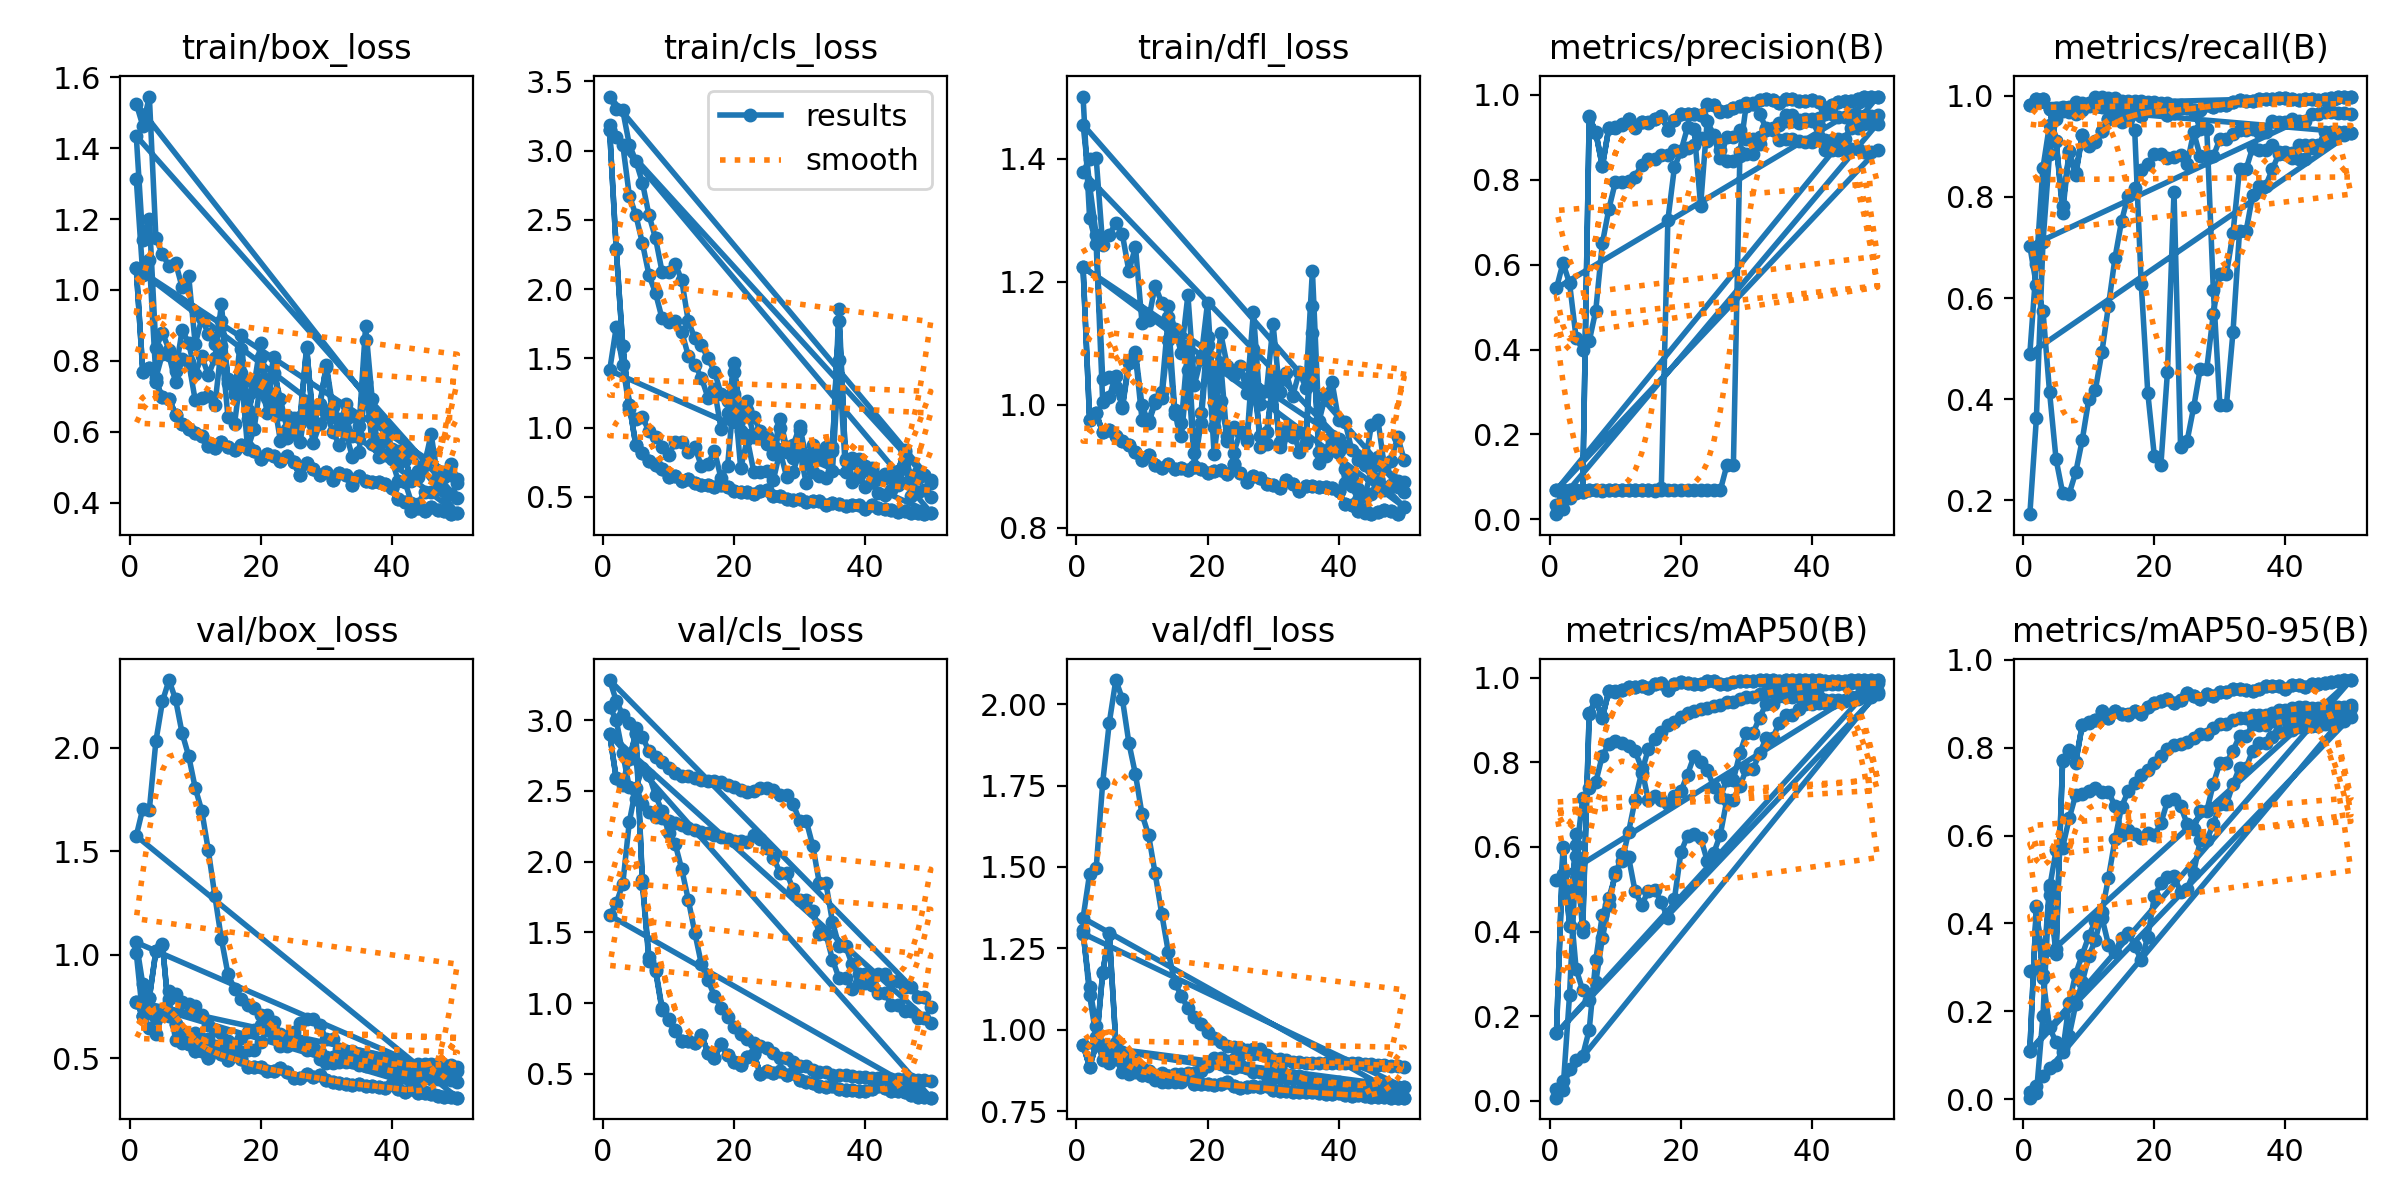 train/box_loss
train/cls_loss
train/dfl_loss
metrics/precision(B)
metrics/recall(B)
1.6
1.4
1.2
1.0
0.8
0.6
0.4
0 20 40
3.5
3.0
2.5
2.0
1.5
1.0
0.5
0 20 40
results
smooth
1.4
1.2
1.0
0.8
0 20 40
1.0
0.8
0.6
0.4
0.2
0.0
0 20 40
1.0
0.8
0.6
0.4
0.2
0 20 40
val/box_loss
val/cls_loss
val/dfl_loss
metrics/mAP50(B)
metrics/mAP50-95(B)
2.0
1.5
1.0
0.5
0 20 40
3.0
2.5
2.0
1.5
1.0
0.5
0 20 40
2.00
1.75
1.50
1.25
1.00
0.75
0 20 40
1.0
0.8
0.6
0.4
0.2
0.0
0 20 40
1.0
0.8
0.6
0.4
0.2
0.0
0 20 40